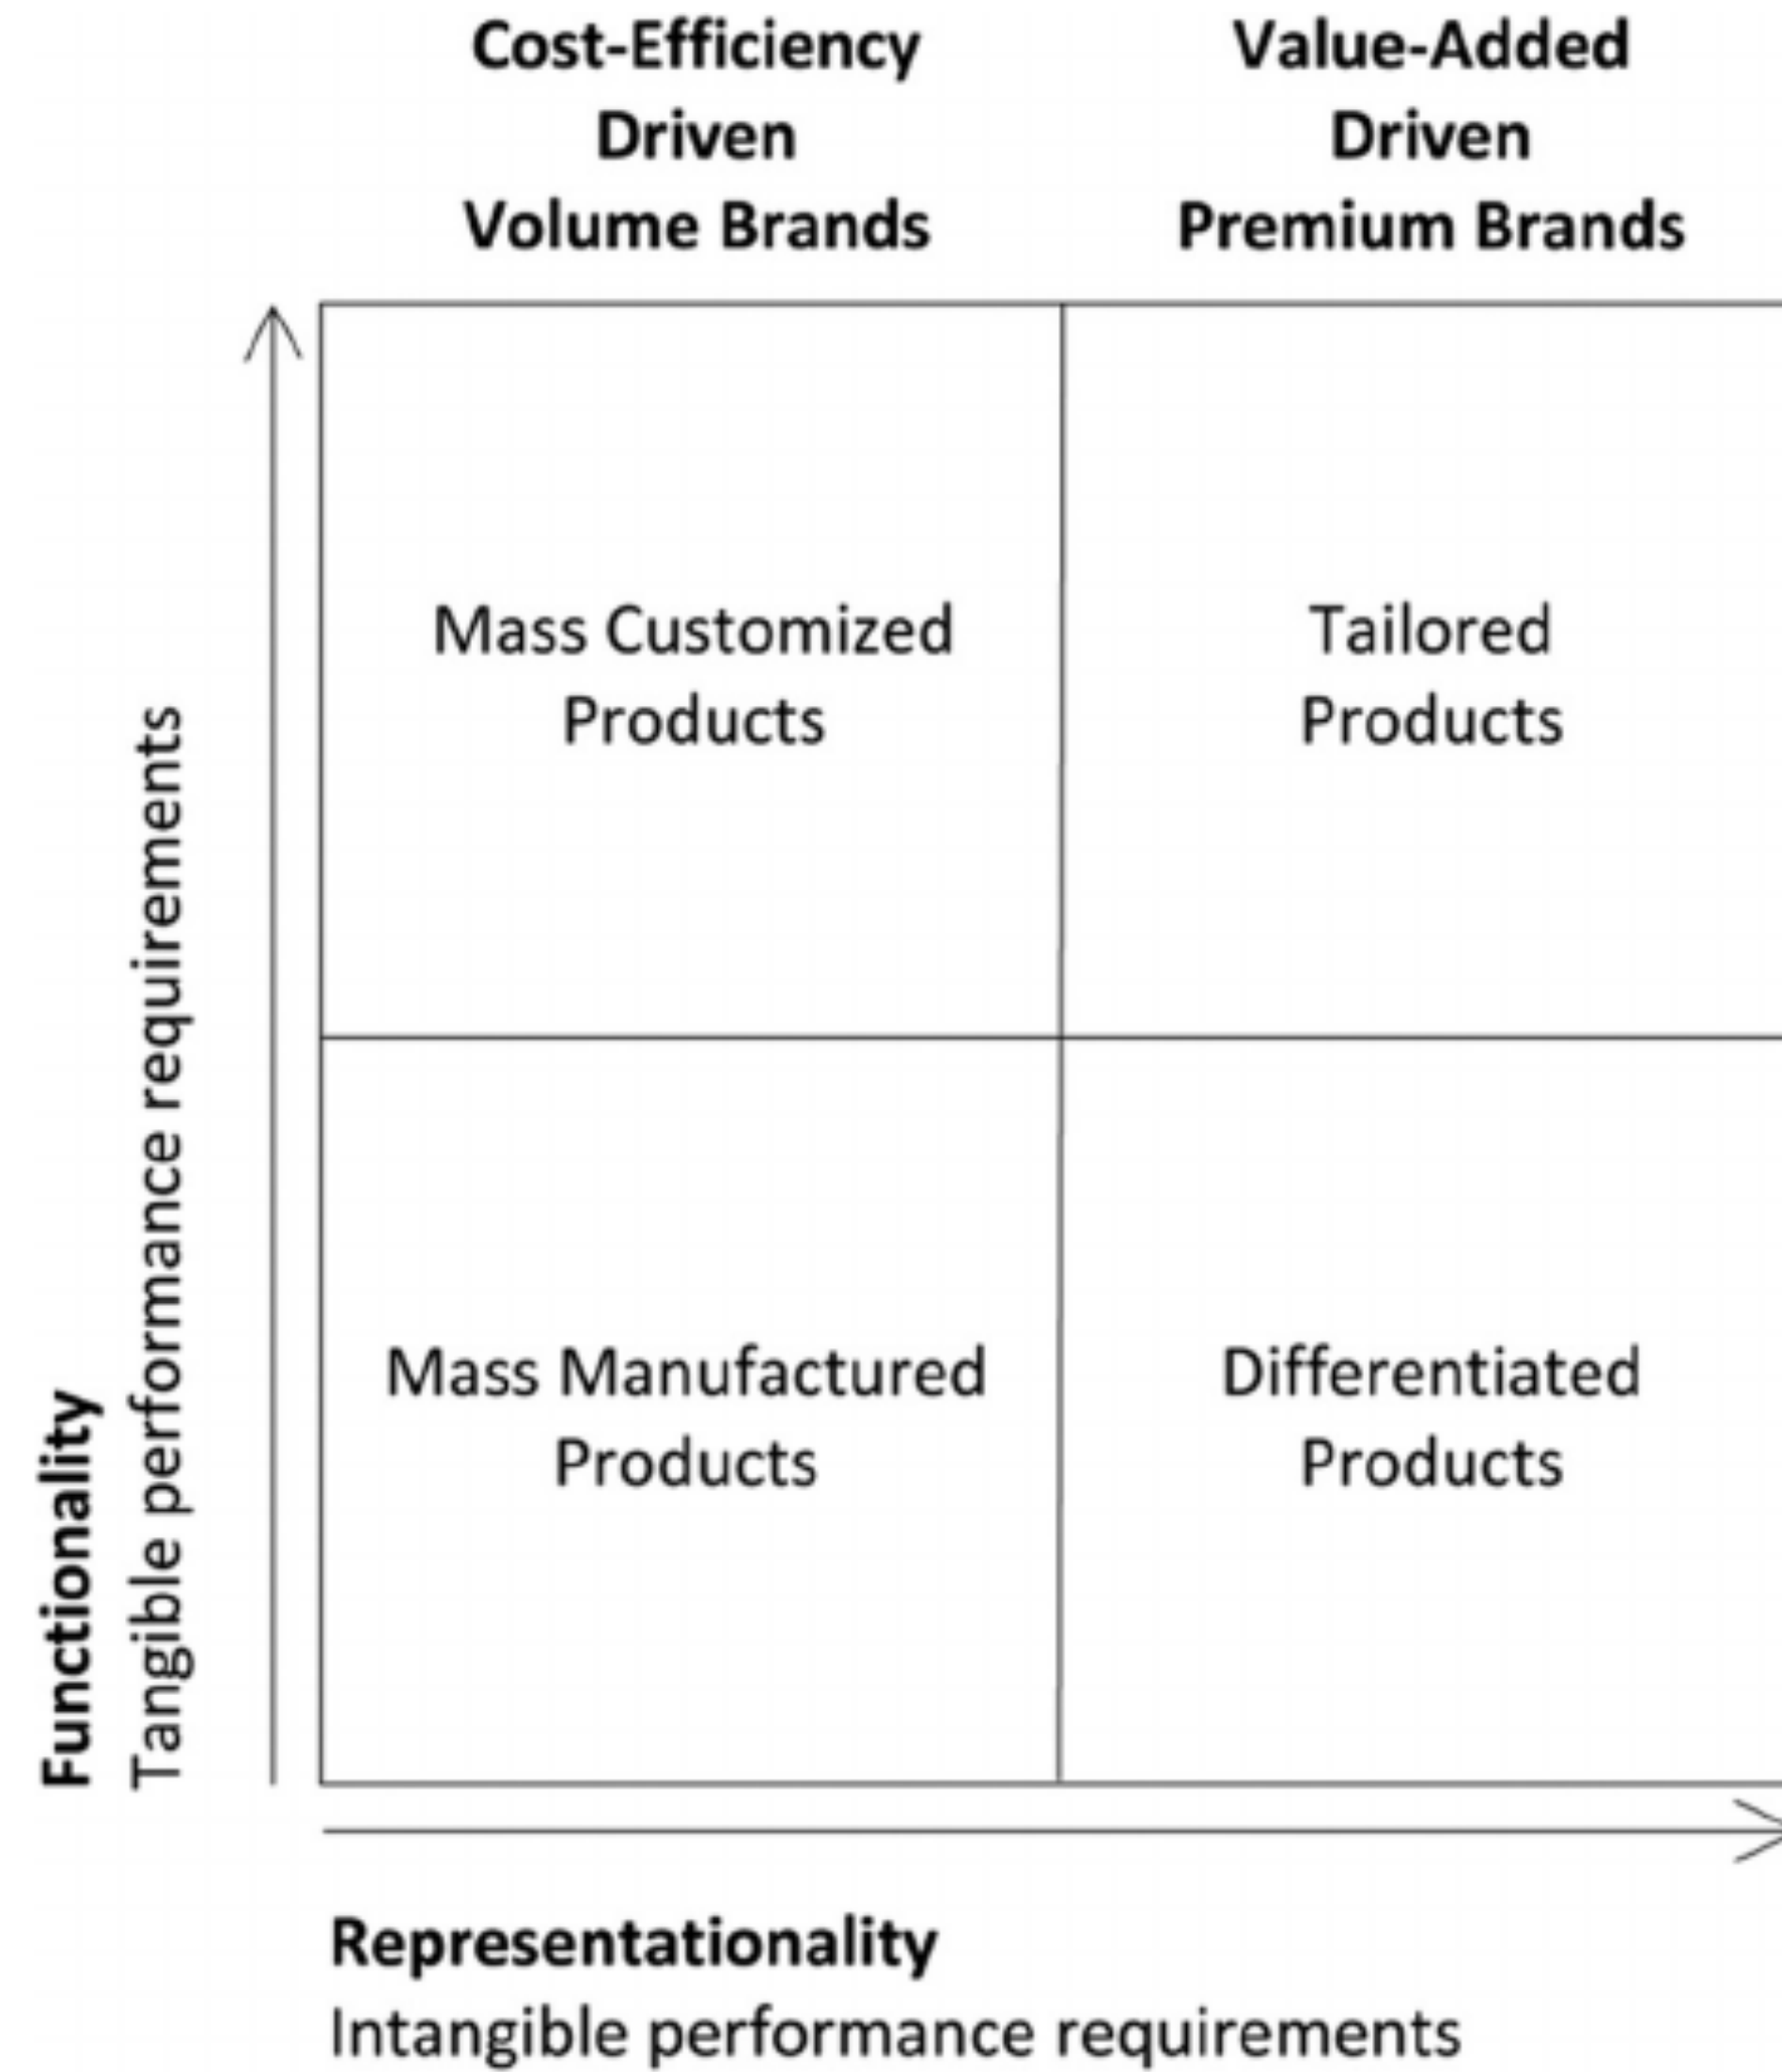 Cost-Efficiency
Driven
Volume Brands
Value-Added
Driven
Premium Brands
Mass Customized
Products
Tailored
Products
Mass Manufactured
Products
Differentiated
Products
Functionality
Tangible performance requirements
Representationality
Intangible performance requirements